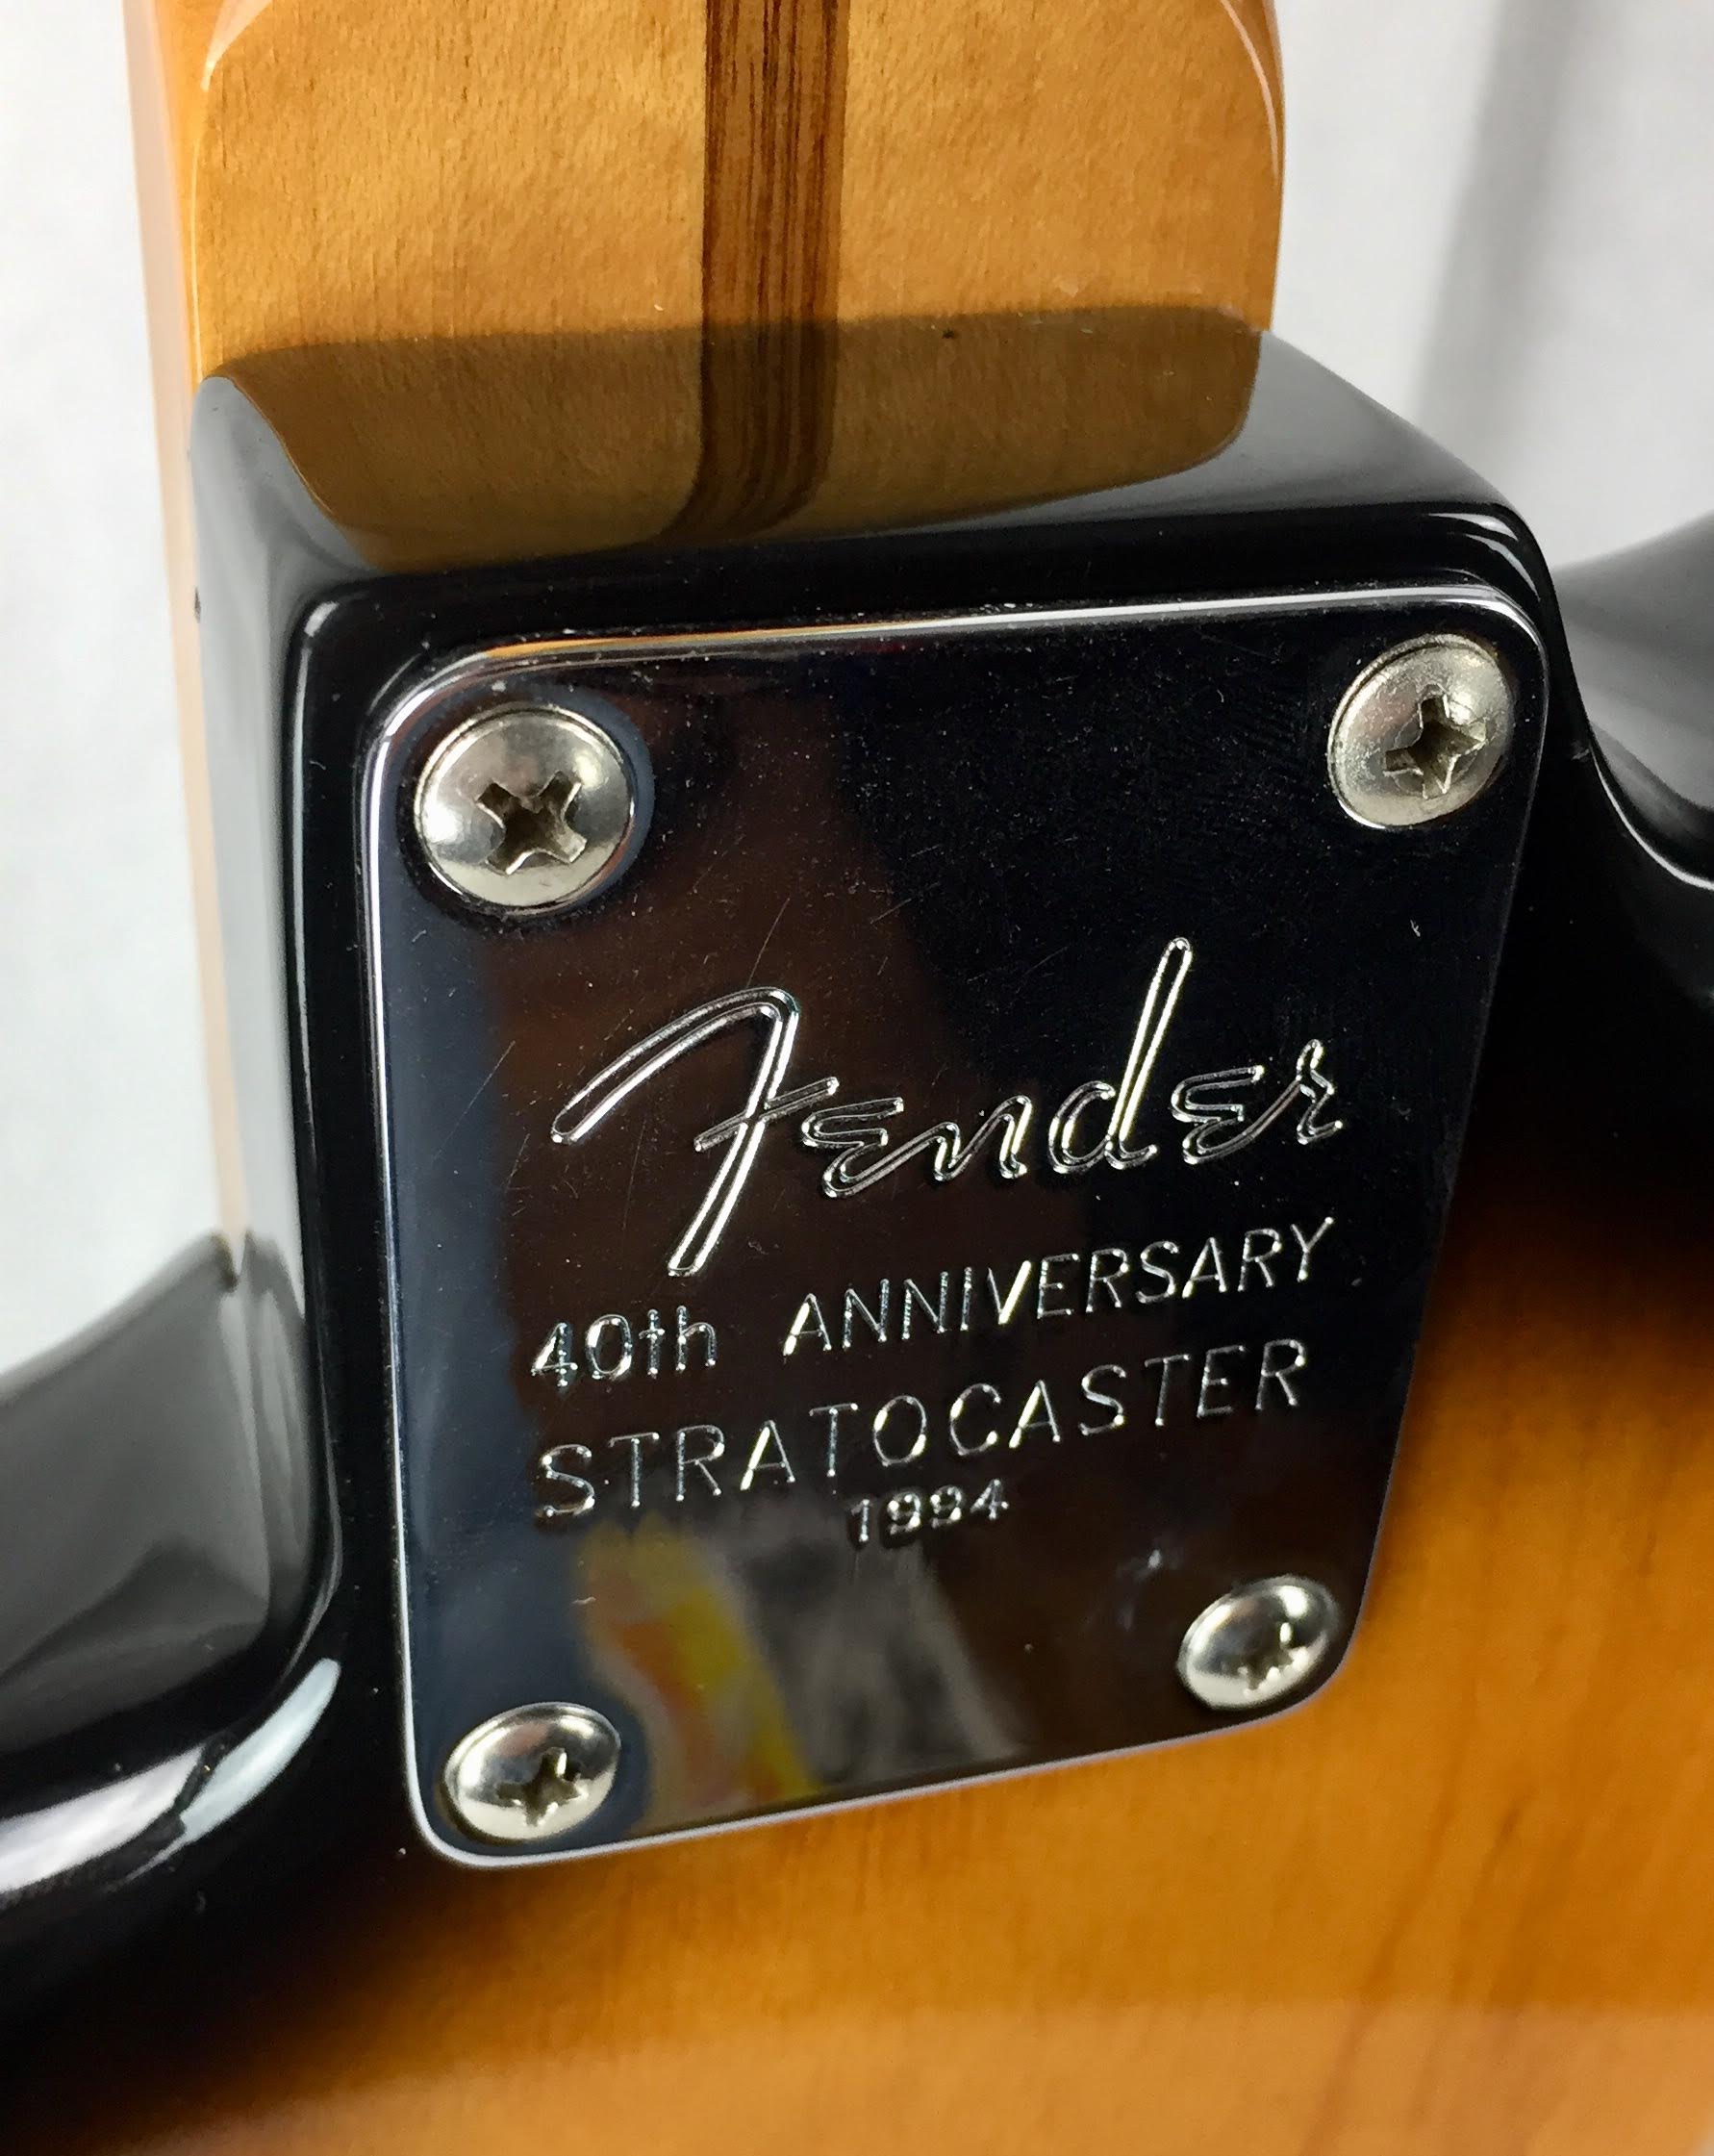 Fender
40th ANNIVERSARY
STRATOCASTER
1994